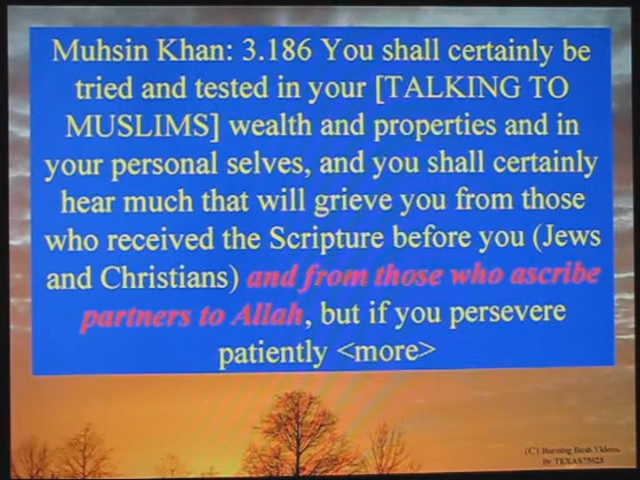 Muhsin Khan: 3.186 You shall certainly be
tried and tested in your [TALKING TO
MUSLIMS] wealth and properties and in
your personal selves, and you shall certainly
hear much that will grieve you from those
who received the Scripture before you (Jews
and Christians) and from those who ascribe
partners to Allah, but if you persevere
patiently <more>
(C) Burning Bush Videos.
By TEXAS75023